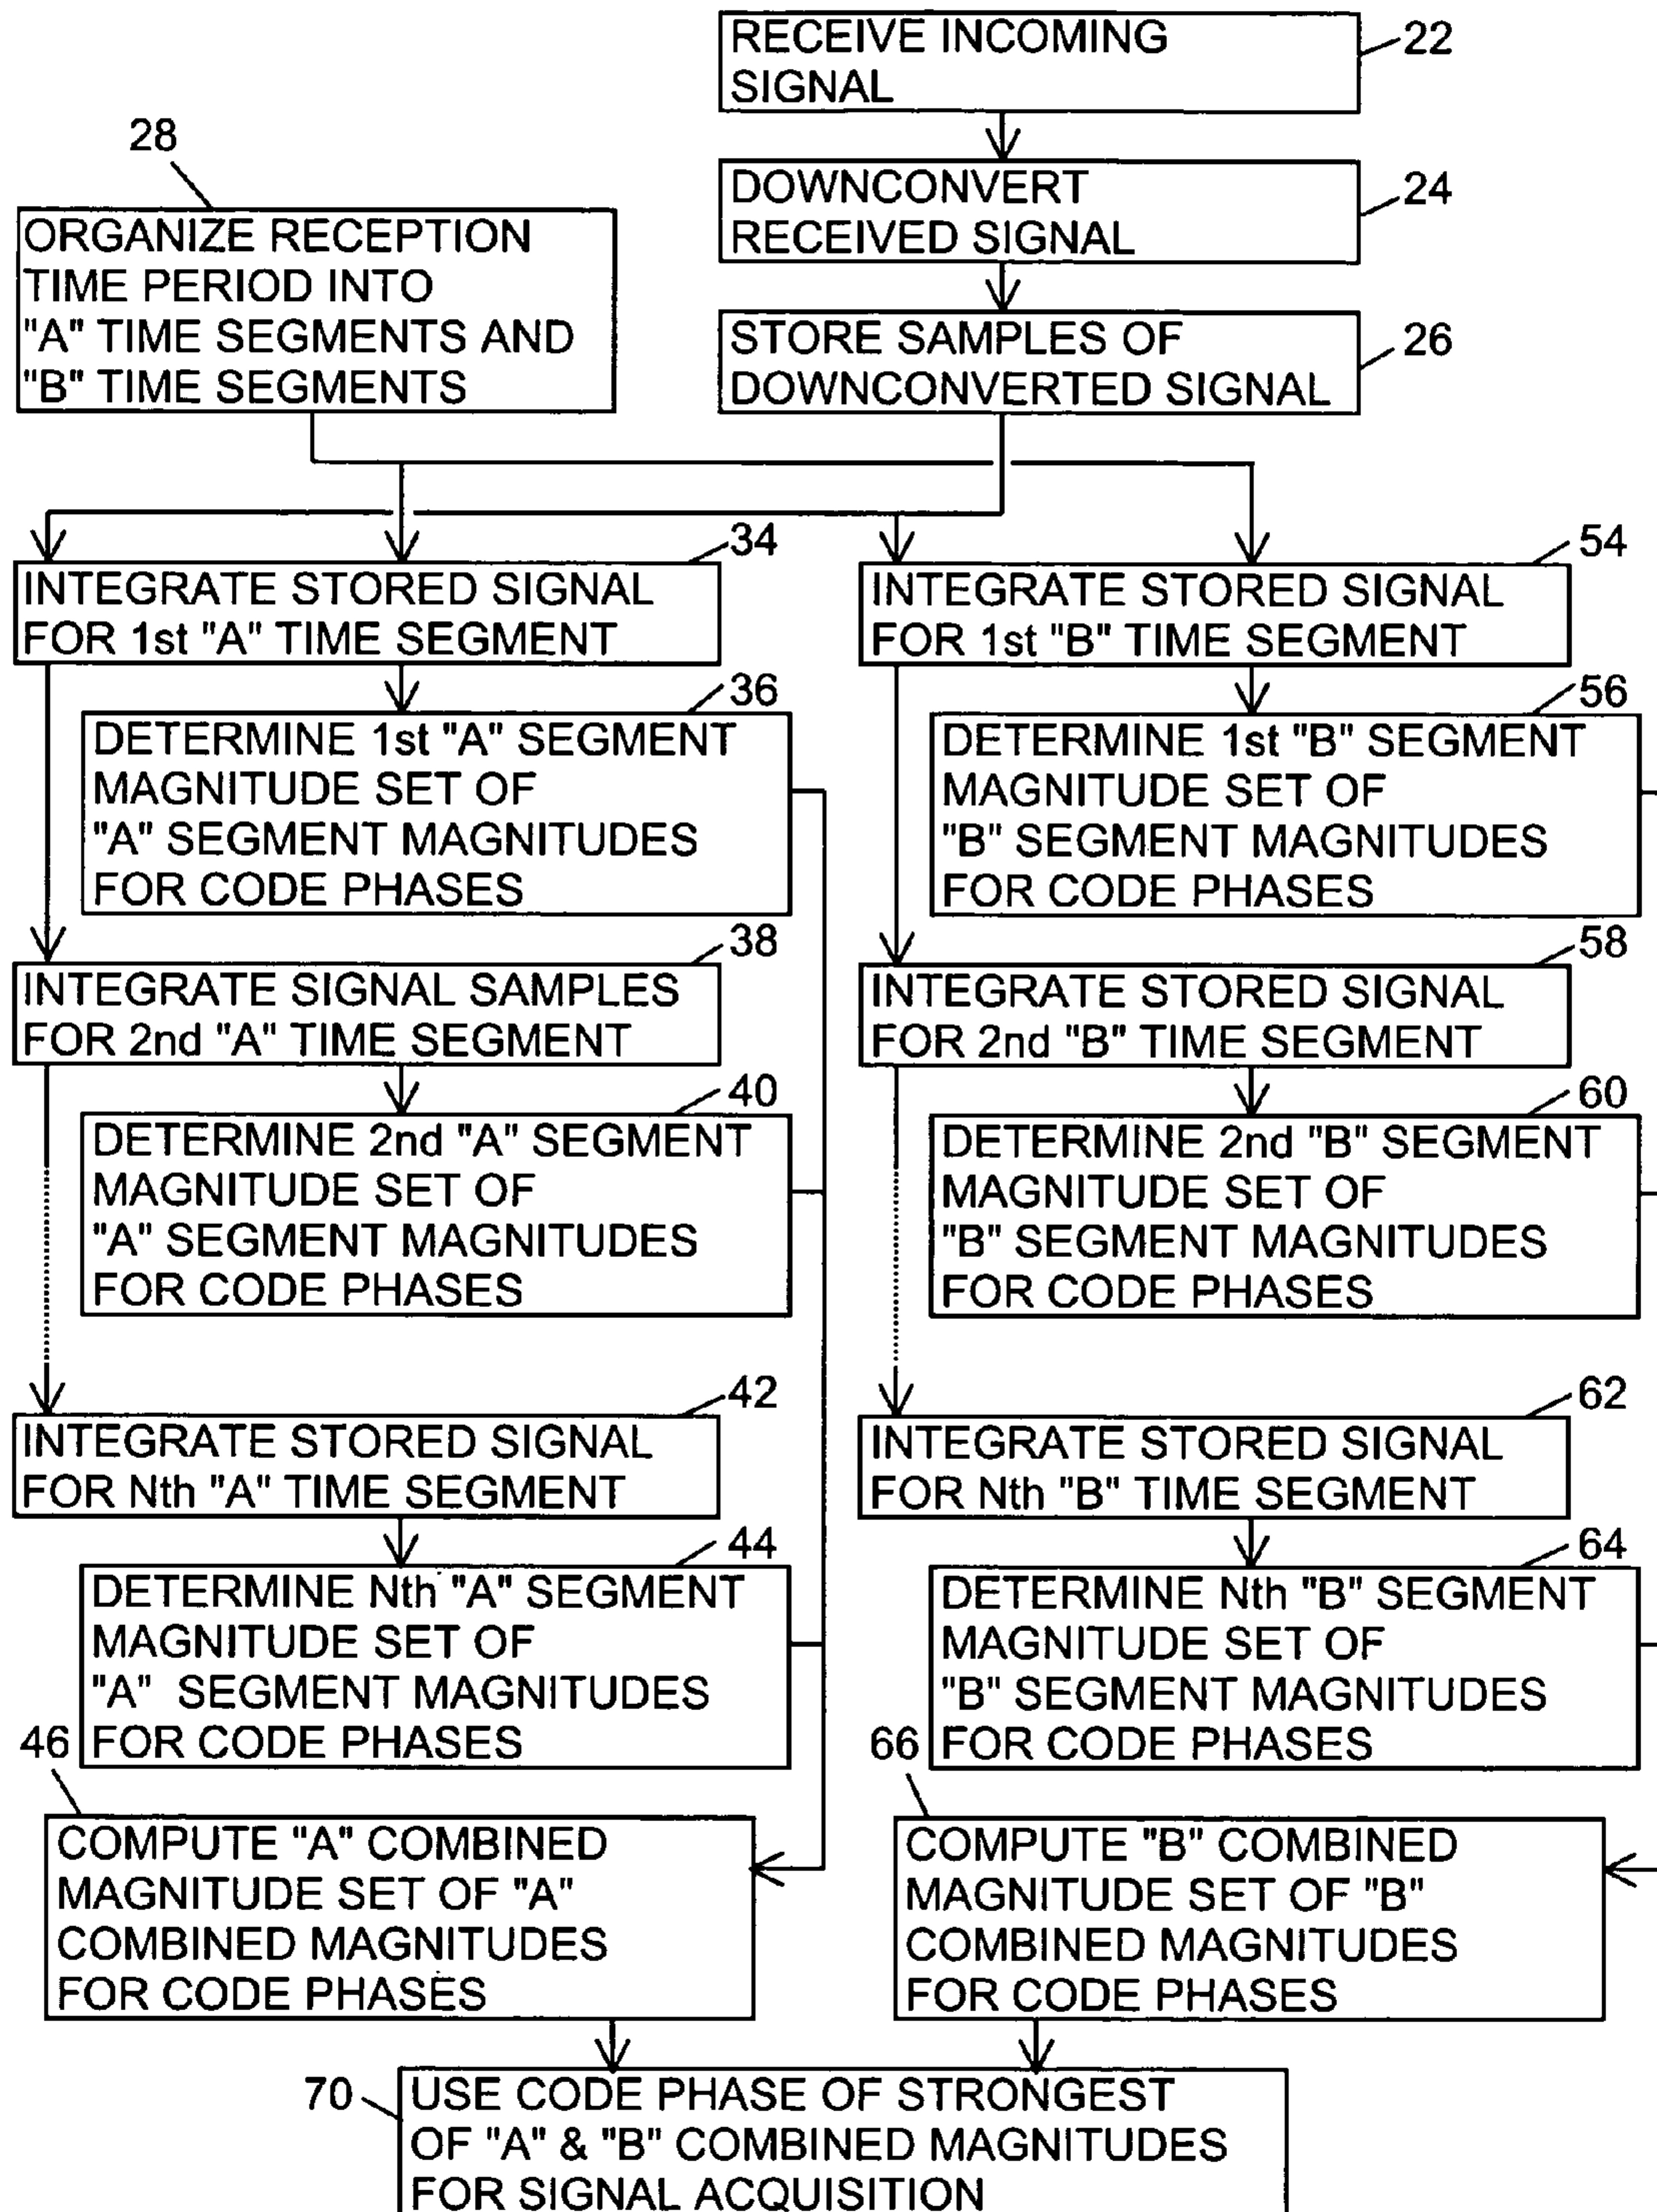 RECEIVE INCOMING
SIGNAL
22
DOWNCONVERT
RECEIVED SIGNAL
24
28
ORGANIZE RECEPTION
TIME PERIOD INTO
"A" TIME SEGMENTS AND
"B" TIME SEGMENTS
STORE SAMPLES OF
DOWNCONVERTED SIGNAL
26
34
INTEGRATE STORED SIGNAL
FOR 1st "A" TIME SEGMENT
36
DETERMINE 1st "A" SEGMENT
MAGNITUDE SET OF
"A" SEGMENT MAGNITUDES
FOR CODE PHASES
38
INTEGRATE SIGNAL SAMPLES
FOR 2nd "A" TIME SEGMENT
40
DETERMINE 2nd "A" SEGMENT
MAGNITUDE SET OF
"A" SEGMENT MAGNITUDES
FOR CODE PHASES
42
INTEGRATE STORED SIGNAL
FOR Nth "A" TIME SEGMENT
44
DETERMINE Nth "A" SEGMENT
MAGNITUDE SET OF
"A" SEGMENT MAGNITUDES
FOR CODE PHASES
46
COMPUTE "A" COMBINED
MAGNITUDE SET OF "A"
COMBINED MAGNITUDES
FOR CODE PHASES
54
INTEGRATE STORED SIGNAL
FOR 1st "B" TIME SEGMENT
56
DETERMINE 1st "B" SEGMENT
MAGNITUDE SET OF
"B" SEGMENT MAGNITUDES
FOR CODE PHASES
58
INTEGRATE STORED SIGNAL
FOR 2nd "B" TIME SEGMENT
60
DETERMINE 2nd "B" SEGMENT
MAGNITUDE SET OF
"B" SEGMENT MAGNITUDES
FOR CODE PHASES
62
INTEGRATE STORED SIGNAL
FOR Nth "B" TIME SEGMENT
64
DETERMINE Nth "B" SEGMENT
MAGNITUDE SET OF
"B" SEGMENT MAGNITUDES
FOR CODE PHASES
66
COMPUTE "B" COMBINED
MAGNITUDE SET OF "B"
COMBINED MAGNITUDES
FOR CODE PHASES
70
USE CODE PHASE OF STRONGEST
OF "A" & "B" COMBINED MAGNITUDES
FOR SIGNAL ACQUISITION